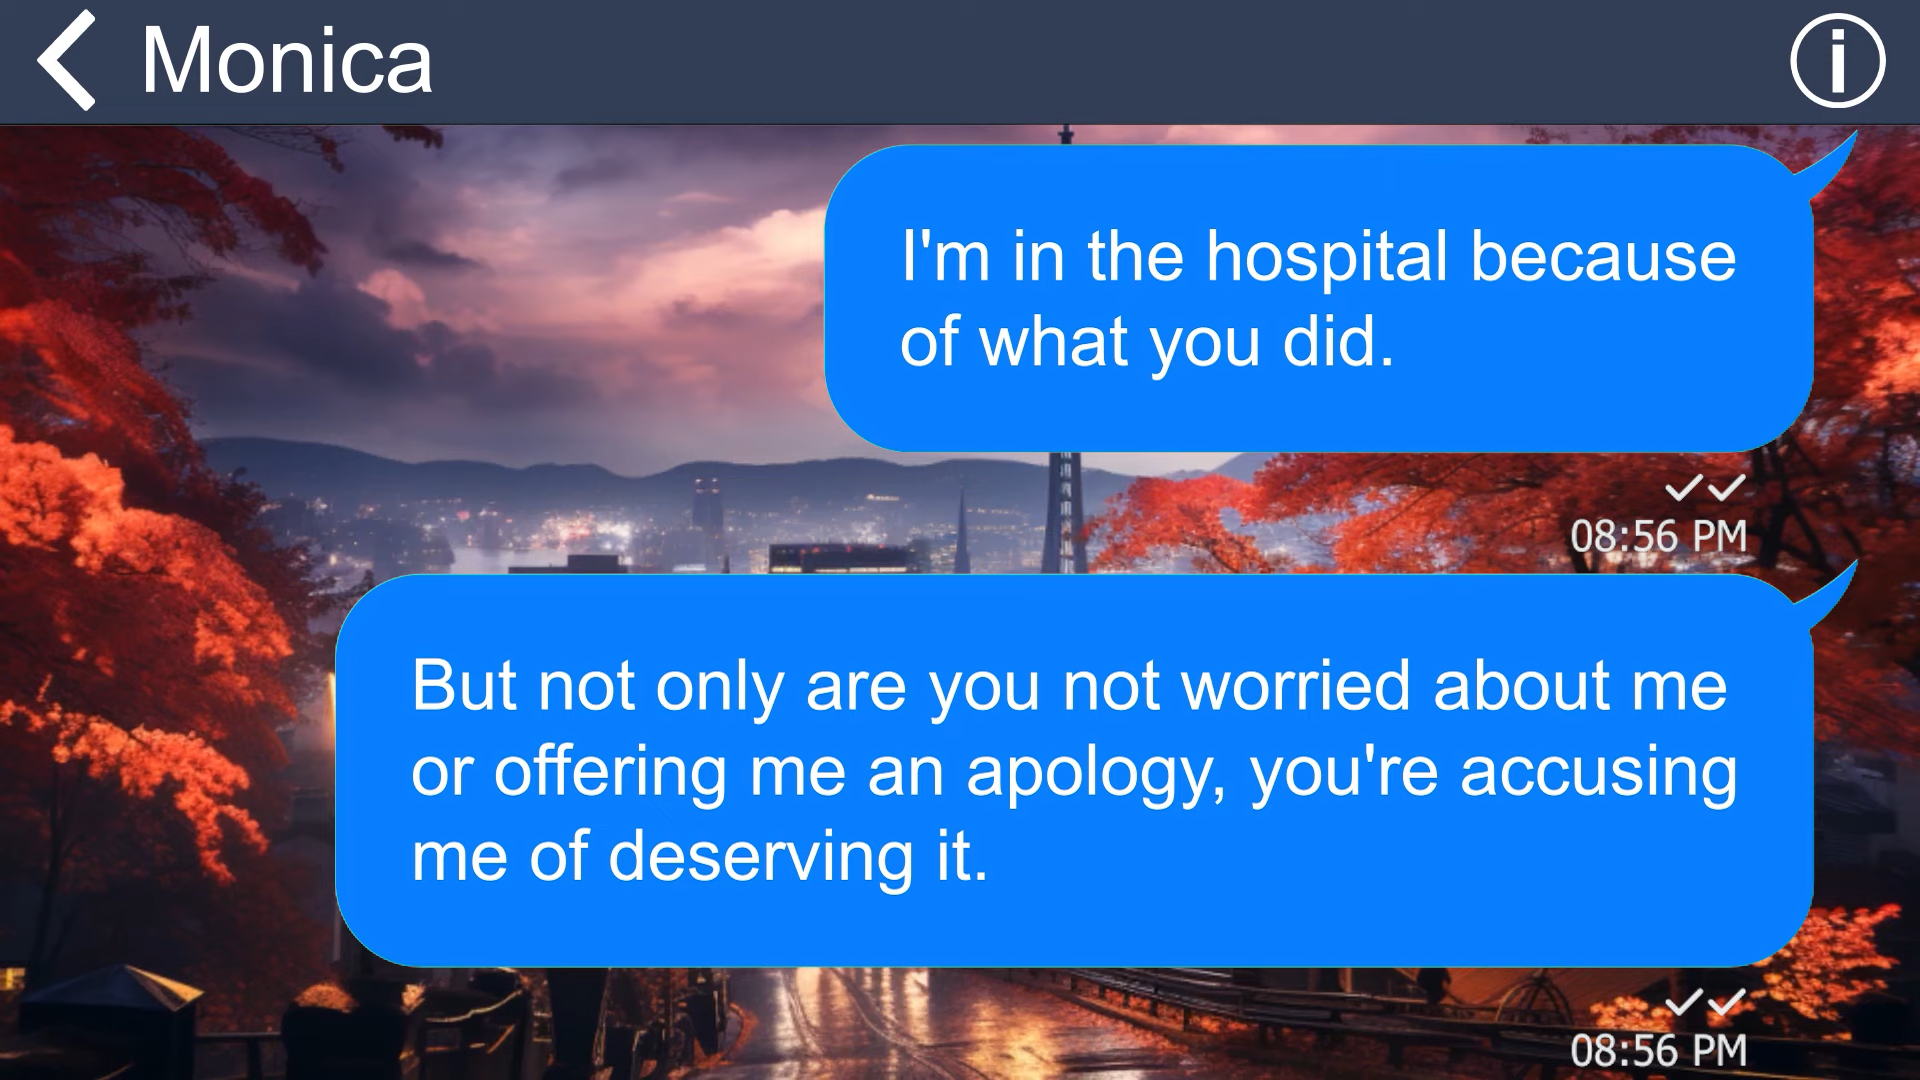 Monica
I'm in the hospital because
of what you did.
08:56 PM
But not only are you not worried about me
or offering me an apology, you're accusing
me of deserving it.
08:56 PM